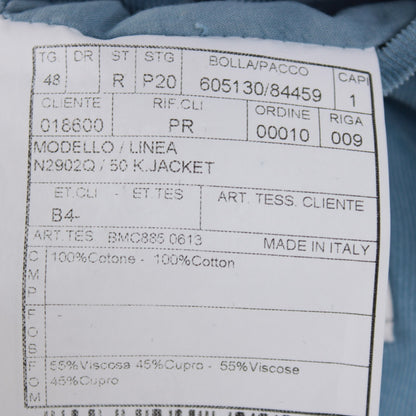 TG DR ST STG BOLLA/PACCO CAPI
48 R P20 605130/84459 1
CLIENTE RIF.CLI ORDINE RIGA
018600 PR 00010 009
MODELLO / LINEA
N2902Q / 50 K.JACKET
ET.CLI - ET.TES ART. TESS. CLIENTE
B4-
ART.TES BMC885 0613 MADE IN ITALY
C M P 100%Cotone - 100%Cotton
F O S
F O M 55%Viscosa 45%Cupro - 55%Viscose
45%Cupro